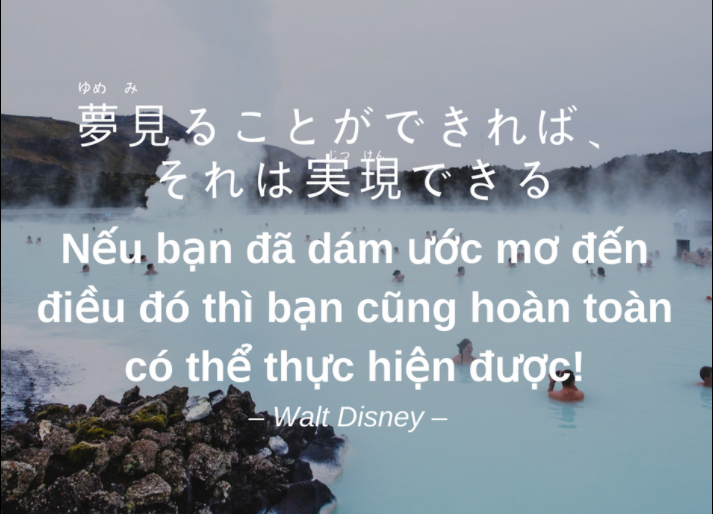 ゆめ み
夢見ることができれば、
じつ げん
それは実現できる
Nếu bạn đã dám ước mơ đến
điều đó thì bạn cũng hoàn toàn
có thể thực hiện được!
– Walt Disney –